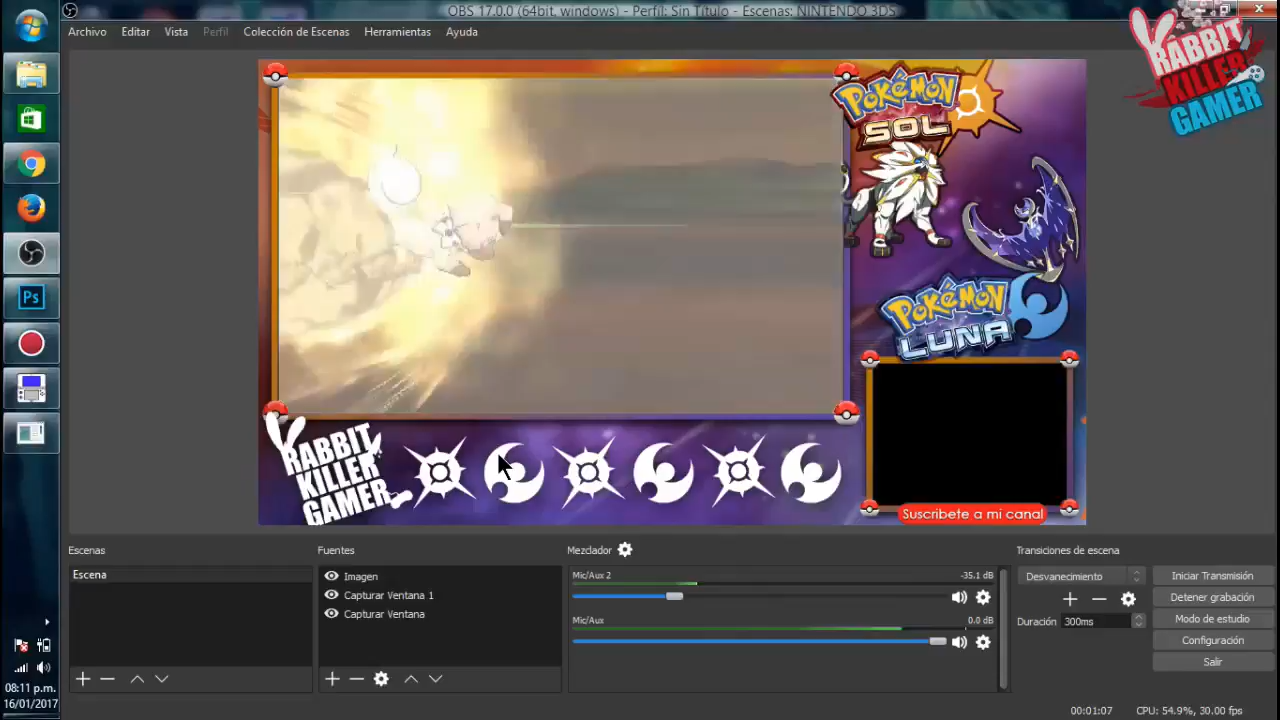 OBS 17.0.0 (64bit, windows) - Perfil: Sin Título - Escenas: NINTENDO 3DS
Archivo Editar Vista Perfil Colección de Escenas Herramientas Ayuda
RABBIT
KILLER
GAMER
Pokémon
SOL
Pokémon
LUNA
RABBIT
KILLER
GAMER
Suscribete a mi canal
Ps
Escenas Fuentes Mezclador Transiciones de escena
Escena
Imagen
Capturar Ventana 1
Capturar Ventana
Mic/Aux 2 -35.1 dB
Mic/Aux 0.0 dB
Desvanecimiento
Duración 300ms
Iniciar Transmisión
Detener grabación
Modo de estudio
Configuración
Salir
08:11 p.m.
16/01/2017
00:01:07 CPU: 54.9%, 30.00 fps